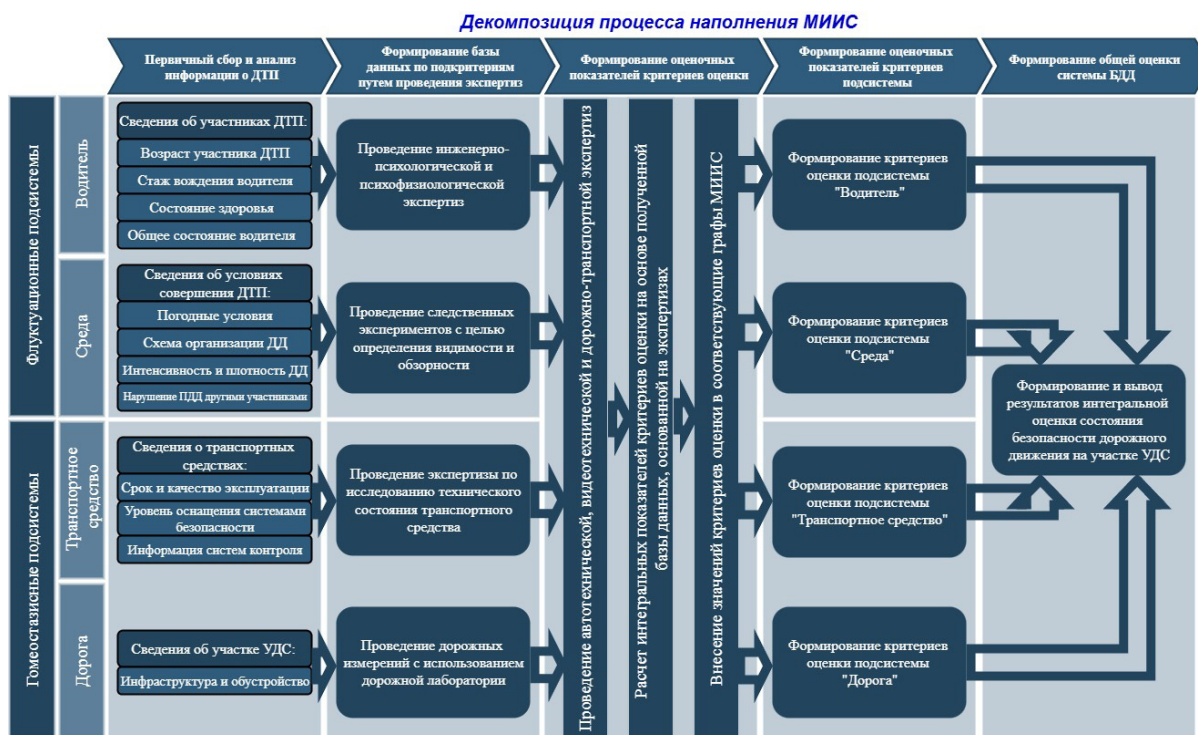 Декомпозиция процесса наполнения МИИС
Первичный сбор и анализ
информации о ДТП
Формирование базы
данных по подкритериям
путем проведения экспертиз
Формирование оценочных
показателей критериев оценки
Формирование оценочных
показателей критериев
подсистемы
Формирование общей оценки
системы БДД
Флуктуационные подсистемы
Водитель
Сведения об участниках ДТП:
Возраст участника ДТП
Стаж вождения водителя
Состояние здоровья
Общее состояние водителя
Проведение инженерно-
психологической и
психофизиологической
экспертиз
Среда
Сведения об условиях
совершения ДТП:
Погодные условия
Схема организации ДД
Интенсивность и плотность ДД
Нарушение ПДД другими участниками
Проведение следственных
экспериментов с целью
определения видимости и
обзорности
Гомеостазисные подсистемы
Транспортное
средство
Сведения о транспортных
средствах:
Срок и качество эксплуатации
Уровень оснащения системами
безопасности
Информация систем контроля
Проведение экспертизы по
исследованию технического
состояния транспортного
средства
Дорога
Сведения об участке УДС:
Инфраструктура и обустройство
Проведение дорожных
измерений с использованием
дорожной лаборатории
Проведение автотехнической, видеотехнической и дорожно-транспортной экспертиз
Расчет интегральных показателей критериев оценки на основе полученной
базы данных, основанной на экспертизах
Внесение значений критериев оценки в соответствующие графы МИИС
Формирование критериев
оценки подсистемы
"Водитель"
Формирование критериев
оценки подсистемы
"Среда"
Формирование критериев
оценки подсистемы
"Транспортное средство"
Формирование критериев
оценки подсистемы
"Дорога"
Формирование и вывод
результатов интегральной
оценки состояния
безопасности дорожного
движения на участке УДС